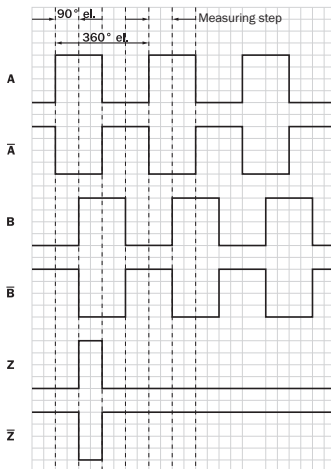 90° el.
Measuring step
360° el.
A
A̅
B
B̅
Z
Z̅